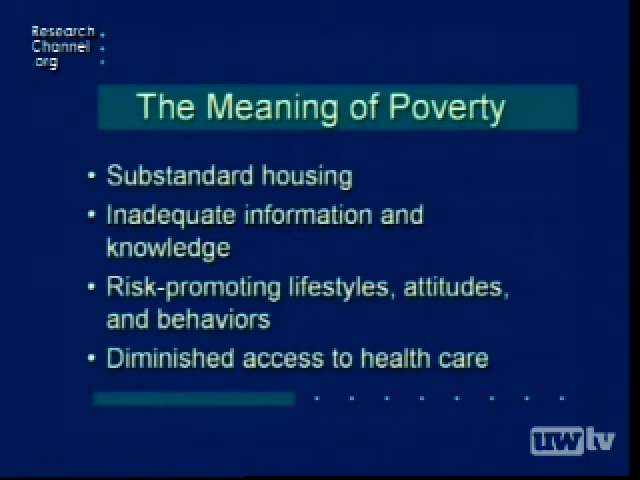 Research
Channel
.org
The Meaning of Poverty
• Substandard housing
• Inadequate information and
knowledge
• Risk-promoting lifestyles, attitudes,
and behaviors
• Diminished access to health care
uwtv